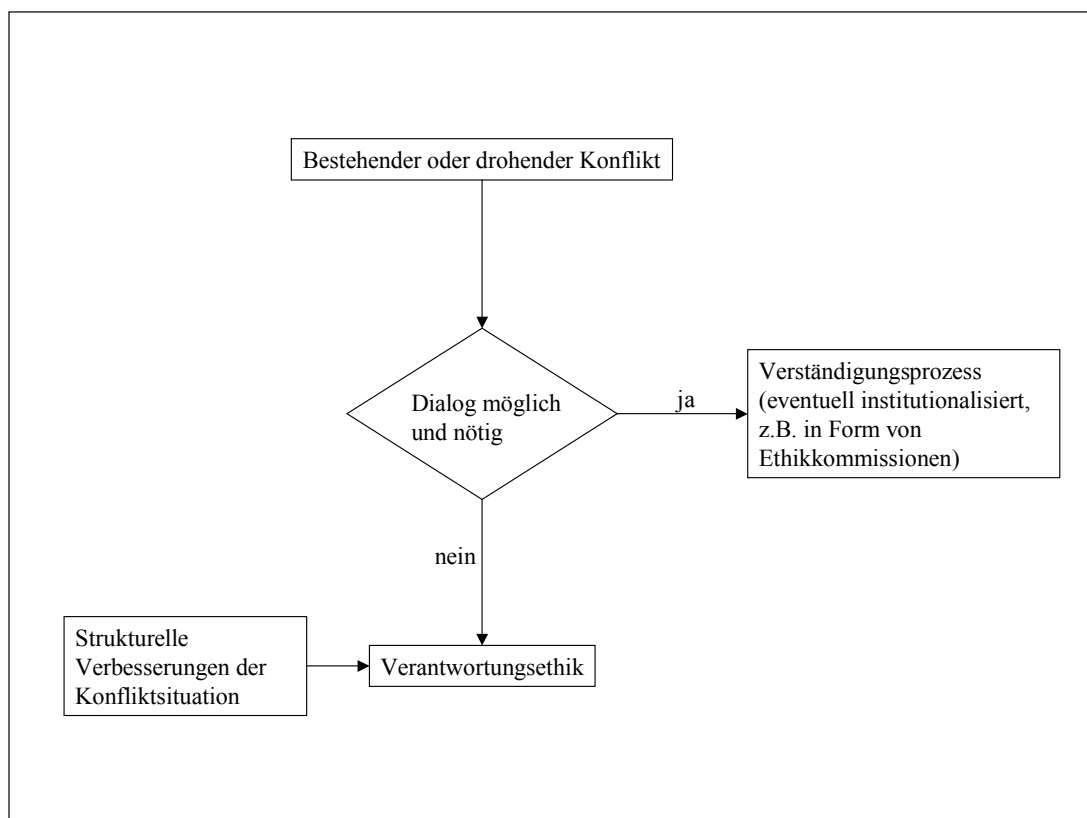 Bestehender oder drohender Konflikt
Dialog möglich
und nötig
ja
Verständigungsprozess
(eventuell institutionalisiert,
z.B. in Form von
Ethikkommissionen)
nein
Strukturelle
Verbesserungen der
Konfliktsituation
Verantwortungsethik